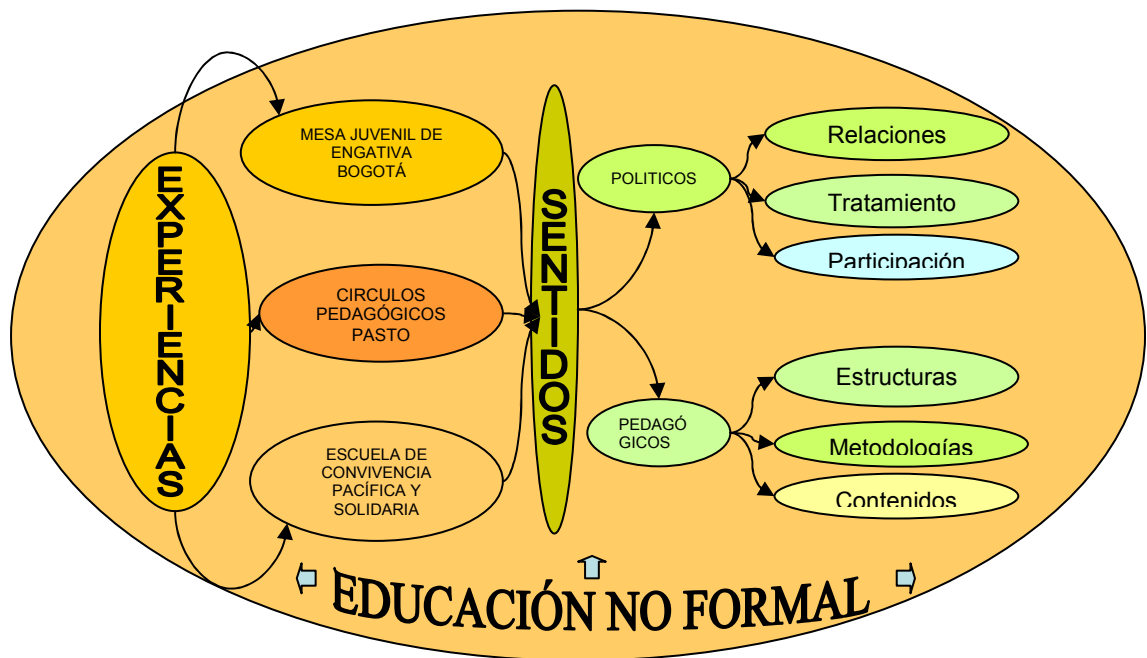 EXPERIENCIAS
MESA JUVENIL DE
ENGATIVA
BOGOTÁ
CIRCULOS
PEDAGÓGICOS
PASTO
ESCUELA DE
CONVIVENCIA
PACÍFICA Y
SOLIDARIA
SENTIDOS
POLITICOS
Relaciones
Tratamiento
Participación
PEDAGÓ
GICOS
Estructuras
Metodologías
Contenidos
EDUCACIÓN NO FORMAL